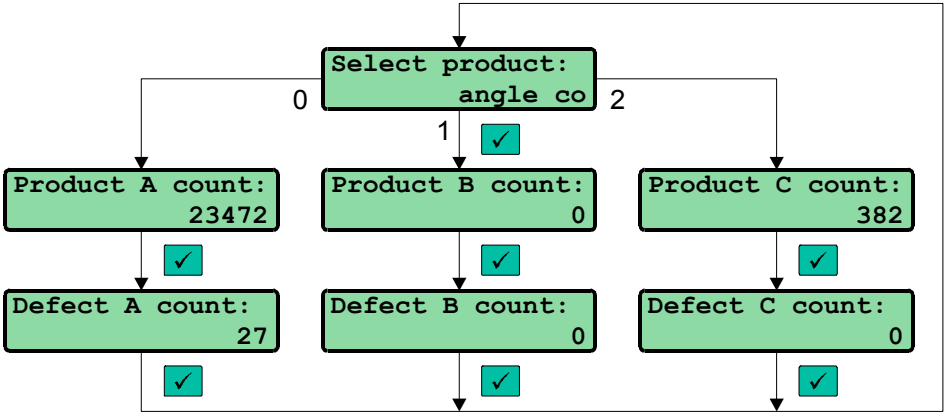 Select product:
angle co
0
2
1
Product A count:
23472
Product B count:
0
Product C count:
382
Defect A count:
27
Defect B count:
0
Defect C count:
0